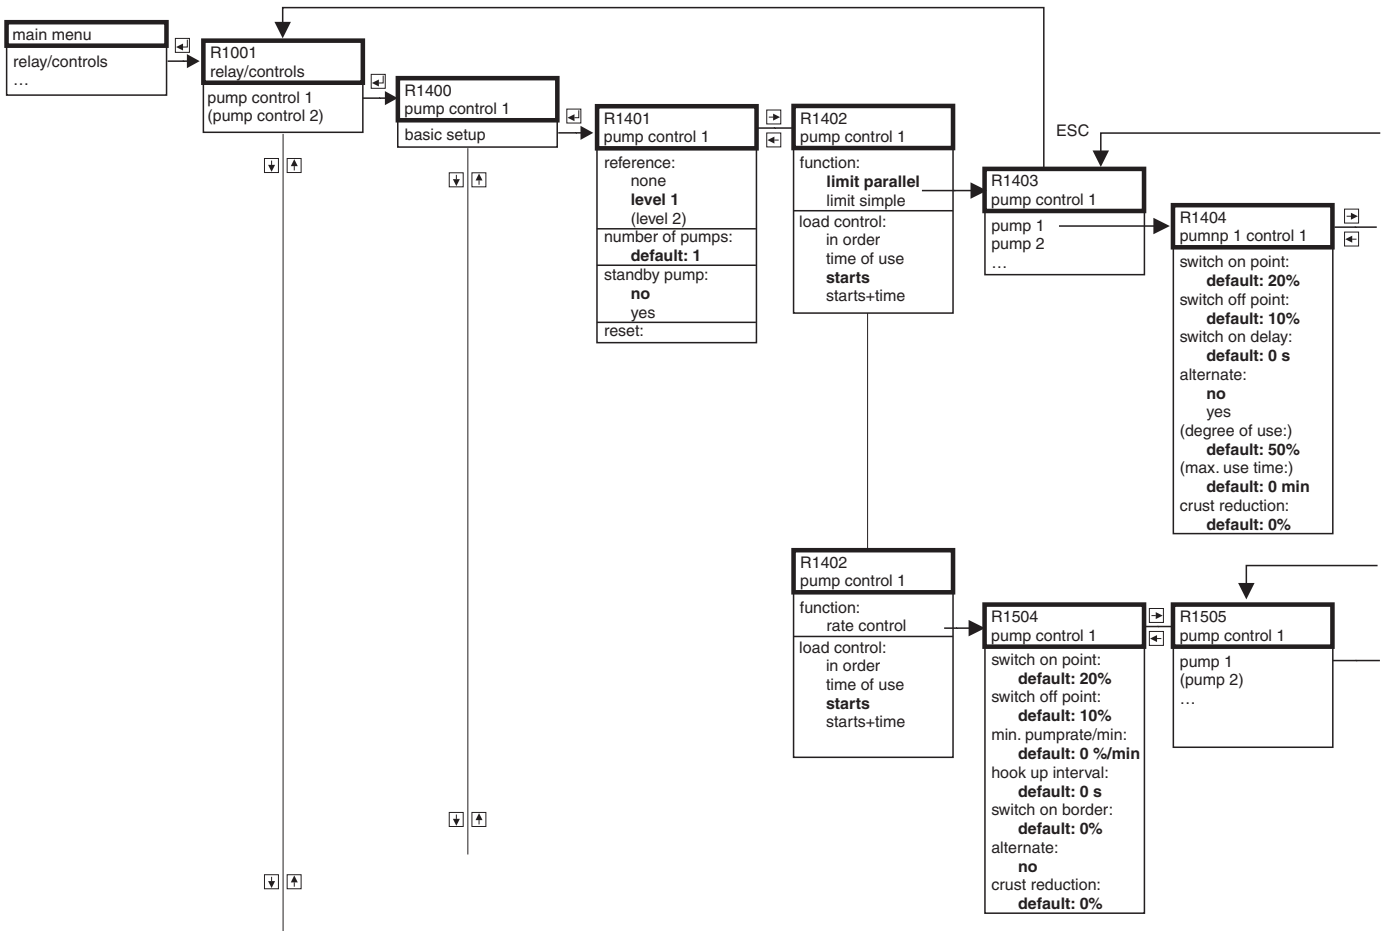 main menu
relay/controls
…
R1001
relay/controls
pump control 1
(pump control 2)
R1400
pump control 1
basic setup
R1401
pump control 1
reference:
none
level 1
(level 2)
number of pumps:
default: 1
standby pump:
no
yes
reset:
R1402
pump control 1
function:
limit parallel
limit simple
load control:
in order
time of use
starts
starts+time
ESC
R1403
pump control 1
pump 1
pump 2
…
R1404
pumnp 1 control 1
switch on point:
default: 20%
switch off point:
default: 10%
switch on delay:
default: 0 s
alternate:
no
yes
(degree of use:)
default: 50%
(max. use time:)
default: 0 min
crust reduction:
default: 0%
R1402
pump control 1
function:
rate control
load control:
in order
time of use
starts
starts+time
R1504
pump control 1
switch on point:
default: 20%
switch off point:
default: 10%
min. pumprate/min:
default: 0 %/min
hook up interval:
default: 0 s
switch on border:
default: 0%
alternate:
no
crust reduction:
default: 0%
R1505
pump control 1
pump 1
(pump 2)
…